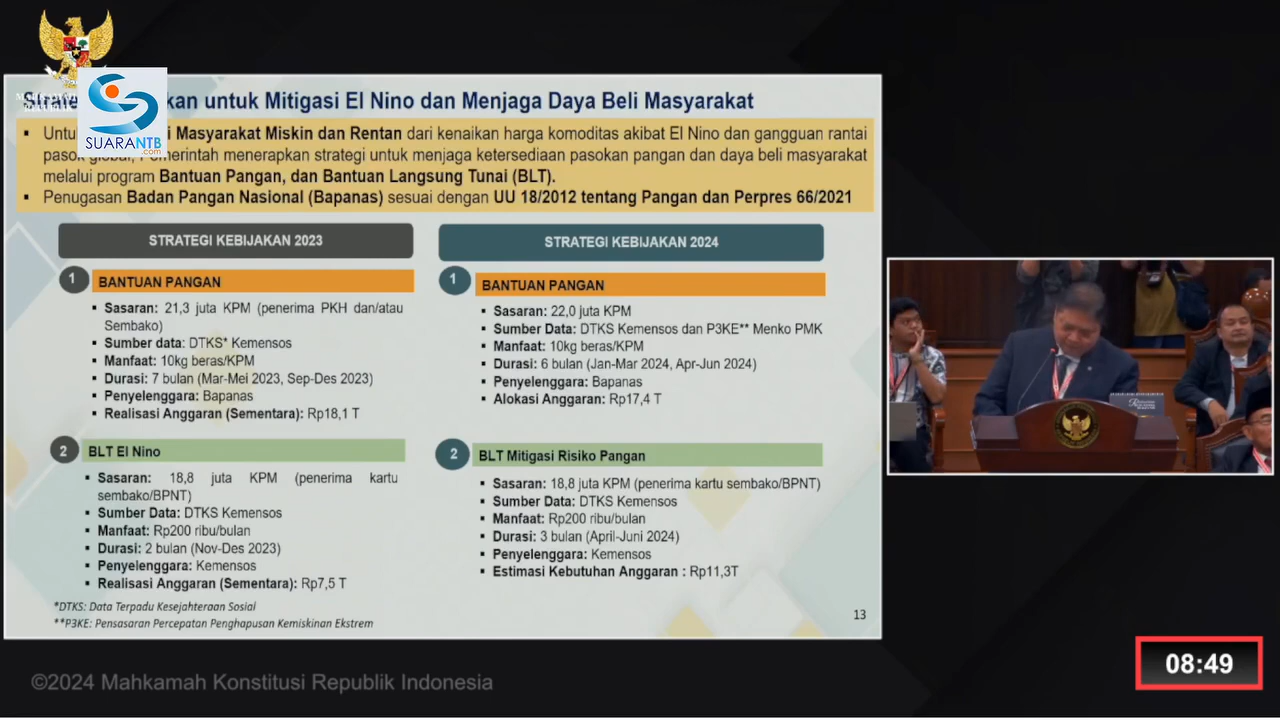 SUARANTB
.com
kan untuk Mitigasi El Nino dan Menjaga Daya Beli Masyarakat
▪ Masyarakat Miskin dan Rentan dari kenaikan harga komoditas akibat El Nino dan gangguan rantai
pasok global, Pemerintah menerapkan strategi untuk menjaga ketersediaan pasokan pangan dan daya beli masyarakat
melalui program Bantuan Pangan, dan Bantuan Langsung Tunai (BLT).
▪ Penugasan Badan Pangan Nasional (Bapanas) sesuai dengan UU 18/2012 tentang Pangan dan Perpres 66/2021
STRATEGI KEBIJAKAN 2023
1 BANTUAN PANGAN
▪ Sasaran: 21,3 juta KPM (penerima PKH dan/atau
Sembako)
▪ Sumber data: DTKS* Kemensos
▪ Manfaat: 10kg beras/KPM
▪ Durasi: 7 bulan (Mar-Mei 2023, Sep-Des 2023)
▪ Penyelenggara: Bapanas
▪ Realisasi Anggaran (Sementara): Rp18,1 T
2 BLT El Nino
▪ Sasaran: 18,8 juta KPM (penerima kartu
sembako/BPNT)
▪ Sumber Data: DTKS Kemensos
▪ Manfaat: Rp200 ribu/bulan
▪ Durasi: 2 bulan (Nov-Des 2023)
▪ Penyelenggara: Kemensos
▪ Realisasi Anggaran (Sementara): Rp7,5 T
STRATEGI KEBIJAKAN 2024
1 BANTUAN PANGAN
▪ Sasaran: 22,0 juta KPM
▪ Sumber Data: DTKS Kemensos dan P3KE** Menko PMK
▪ Manfaat: 10kg beras/KPM
▪ Durasi: 6 bulan (Jan-Mar 2024, Apr-Jun 2024)
▪ Penyelenggara: Bapanas
▪ Alokasi Anggaran: Rp17,4 T
2 BLT Mitigasi Risiko Pangan
▪ Sasaran: 18,8 juta KPM (penerima kartu sembako/BPNT)
▪ Sumber Data: DTKS Kemensos
▪ Manfaat: Rp200 ribu/bulan
▪ Durasi: 3 bulan (April-Juni 2024)
▪ Penyelenggara: Kemensos
▪ Estimasi Kebutuhan Anggaran : Rp11,3T
*DTKS: Data Terpadu Kesejahteraan Sosial
**P3KE: Pensasaran Percepatan Penghapusan Kemiskinan Ekstrem
13
08:49
©2024 Mahkamah Konstitusi Republik Indonesia